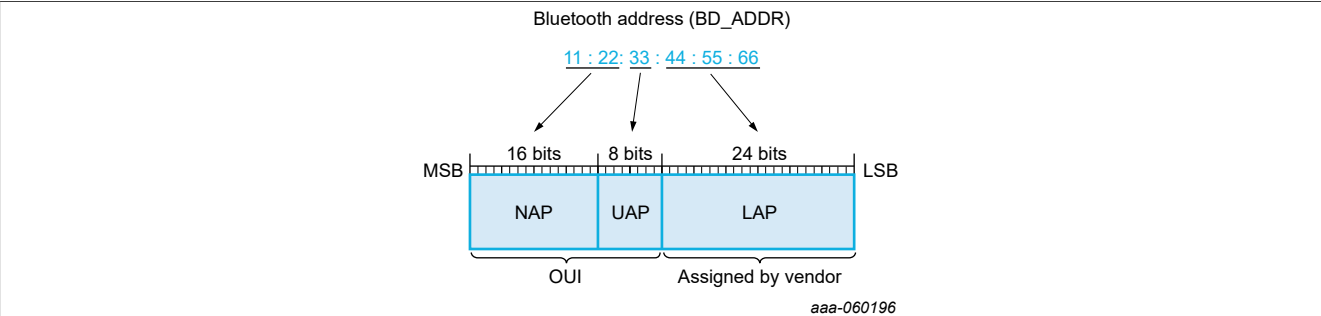 Bluetooth address (BD_ADDR)
11 : 22: 33 : 44 : 55 : 66
16 bits 8 bits 24 bits
MSB LSB
NAP UAP LAP
OUI Assigned by vendor
aaa-060196